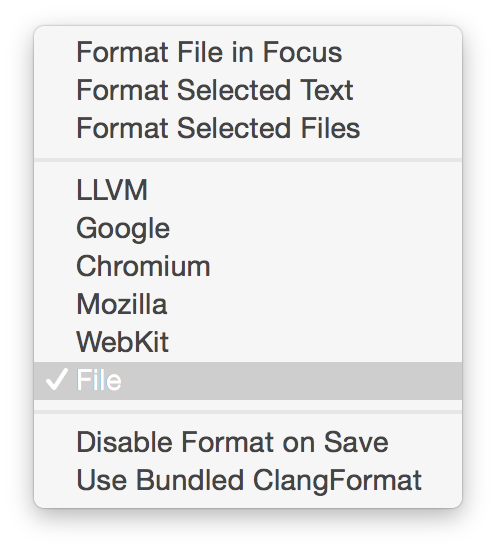 Format File in Focus
Format Selected Text
Format Selected Files
LLVM
Google
Chromium
Mozilla
WebKit
✓ File
Disable Format on Save
Use Bundled ClangFormat